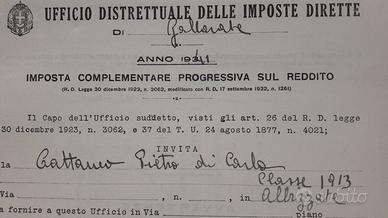 UFFICIO DISTRETTUALE DELLE IMPOSTE DIRETTE
DI Gallarate
ANNO 1941
IMPOSTA COMPLEMENTARE PROGRESSIVA SUL REDDITO
(R. D. Legge 30 dicembre 1923, n. 3062, modificato con R. D. 17 settembre 1932, n. 1261)
Il Capo dell'Ufficio suddetto, visti gli art. 26 del R. D. legge
30 dicembre 1923, n. 3062, e 37 del T. U. 24 agosto 1877, n. 4021;
INVITA
la Cattaneo Pietro di Carlo
Classe 1913
Via , n. in Albizzate
a fornire a questo Ufficio in Via piano